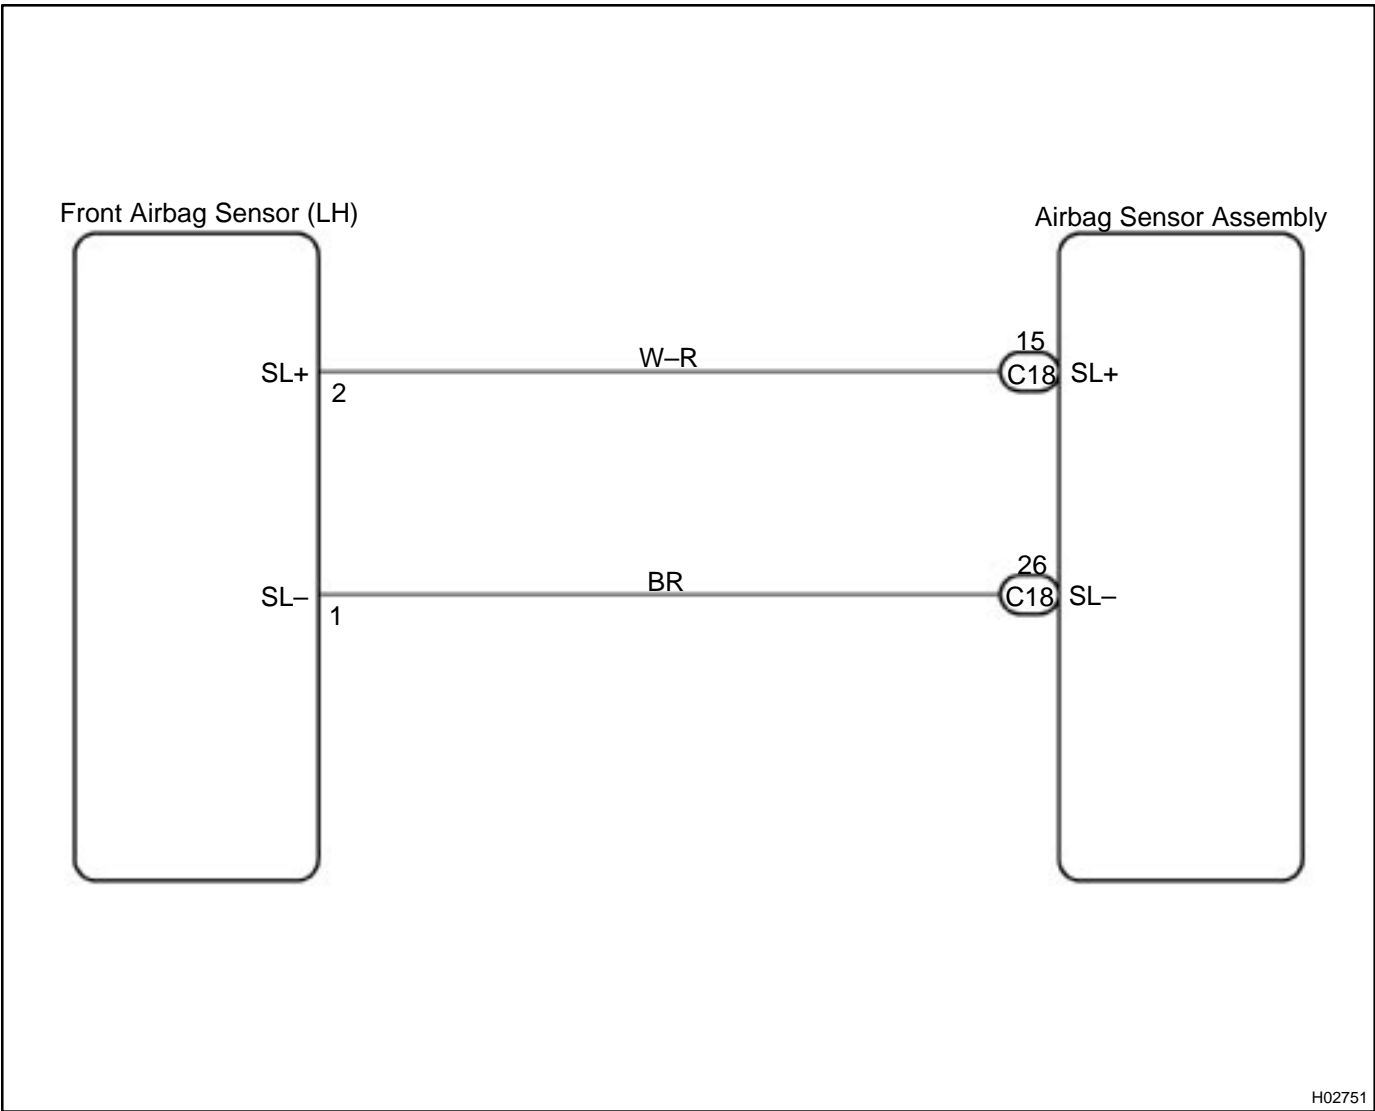 Front Airbag Sensor (LH)
Airbag Sensor Assembly
SL+
2
W–R
15
C18
SL+
SL–
1
BR
26
C18
SL–
H02751